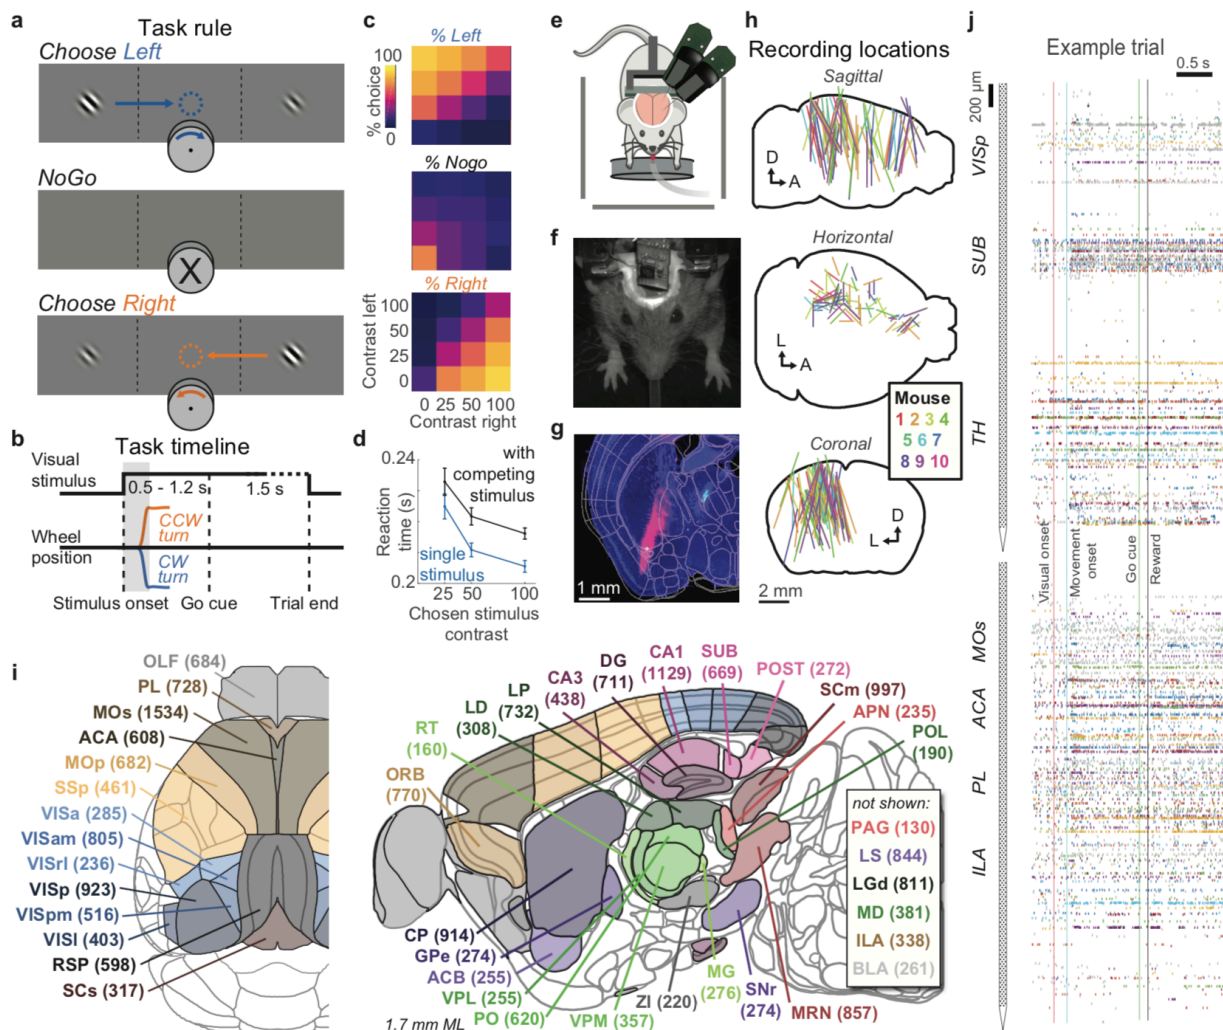 a
Task rule
Choose Left
NoGo
X
Choose Right
b
Task timeline
Visual
stimulus
0.5 - 1.2 s
1.5 s
CCW
turn
Wheel
position
CW
turn
Stimulus onset
Go cue
Trial end
c
% Left
% choice
100
0
% Nogo
% Right
Contrast left
100
50
25
0
0 25 50 100
Contrast right
d
0.24
with
competing
stimulus
Reaction
time (s)
single
stimulus
0.2
25 50 100
Chosen stimulus
contrast
e
f
g
1 mm
h
Recording locations
Sagittal
D
A
Horizontal
L
A
Mouse
1 2 3 4
5 6 7
8 9 10
Coronal
D
L
2 mm
i
OLF (684)
PL (728)
MOs (1534)
ACA (608)
MOp (682)
SSp (461)
VISa (285)
VISam (805)
VISrl (236)
VISp (923)
VISpm (516)
VISl (403)
RSP (598)
SCs (317)
RT
(160)
ORB
(770)
LD
(308)
LP
(732)
CA3
(438)
DG
(711)
CA1
(1129)
SUB
(669)
POST (272)
SCm (997)
APN (235)
POL
(190)
CP (914)
GPe (274)
ACB (255)
VPL (255)
PO (620)
VPM (357)
ZI (220)
MG
(276)
SNr
(274)
MRN (857)
1.7 mm ML
not shown:
PAG (130)
LS (844)
LGd (811)
MD (381)
ILA (338)
BLA (261)
j
Example trial
0.5 s
200 µm
VISp
SUB
TH
Visual onset
Movement
onset
Go cue
Reward
MOs
ACA
PL
ILA